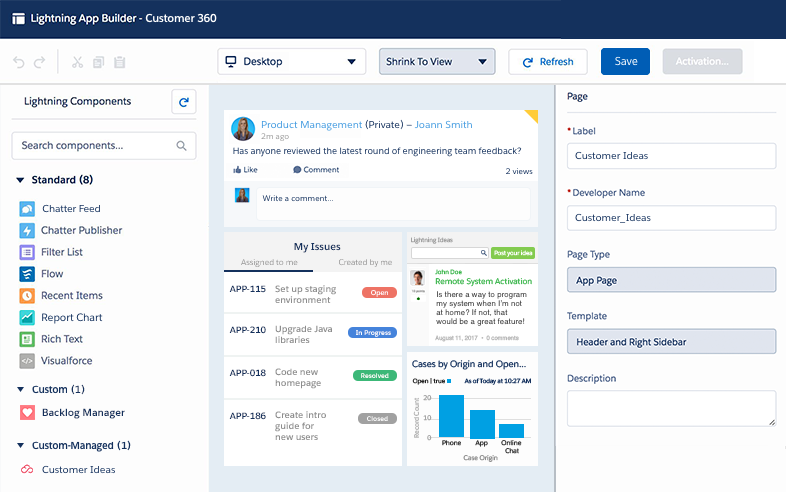 Lightning App Builder - Customer 360
Desktop
Shrink To View
Refresh
Save
Activation...
Lightning Components
Search components...
Standard (8)
Chatter Feed
Chatter Publisher
Filter List
Flow
Recent Items
Report Chart
Rich Text
Visualforce
Custom (1)
Backlog Manager
Custom-Managed (1)
Customer Ideas
Product Management (Private) – Joann Smith
2m ago
Has anyone reviewed the latest round of engineering team feedback?
Like
Comment
2 views
Write a comment...
My Issues
Assigned to me
Created by me
APP-115
Set up staging
environment
Open
APP-210
Upgrade Java
libraries
In Progress
APP-018
Code new
homepage
Resolved
APP-186
Create intro
guide for
new users
Closed
Lightning Ideas
Post your idea
John Doe
Remote System Activation
Is there a way to program
my system when I'm not
at home? If not, that
would be a great feature!
August 11, 2017 • 0 comments
Cases by Origin and Open...
Open | true
As of Today at 10:27 AM
Record Count
20
10
0
Phone
App
Online
Chat
Case Origin
Page
*Label
Customer Ideas
*Developer Name
Customer_Ideas
Page Type
App Page
Template
Header and Right Sidebar
Description